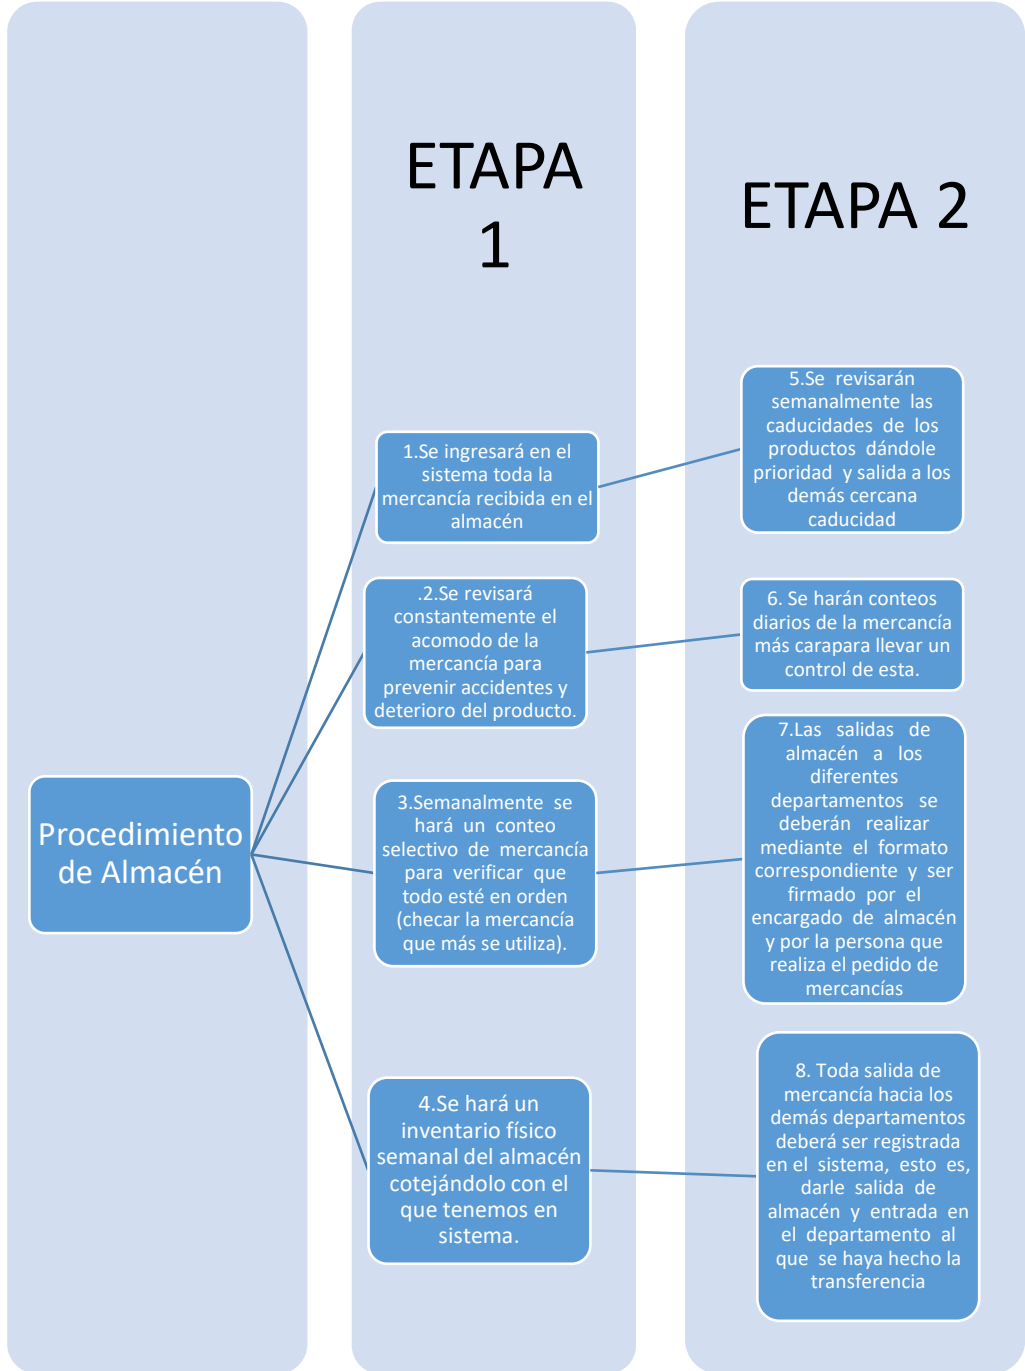 ETAPA
1
ETAPA 2
Procedimiento
de Almacén
1.Se ingresará en el
sistema toda la
mercancía recibida en el
almacén
.2.Se revisará
constantemente el
acomodo de la
mercancía para
prevenir accidentes y
deterioro del producto.
3.Semanalmente se
hará un conteo
selectivo de mercancía
para verificar que
todo esté en orden
(checar la mercancía
que más se utiliza).
4.Se hará un
inventario físico
semanal del almacén
cotejándolo con el
que tenemos en
sistema.
5.Se revisarán
semanalmente las
caducidades de los
productos dándole
prioridad y salida a los
demás cercana
caducidad
6. Se harán conteos
diarios de la mercancía
más carapara llevar un
control de esta.
7.Las salidas de
almacén a los
diferentes
departamentos se
deberán realizar
mediante el formato
correspondiente y ser
firmado por el
encargado de almacén
y por la persona que
realiza el pedido de
mercancías
8. Toda salida de
mercancía hacia los
demás departamentos
deberá ser registrada
en el sistema, esto es,
darle salida de
almacén y entrada en
el departamento al
que se haya hecho la
transferencia